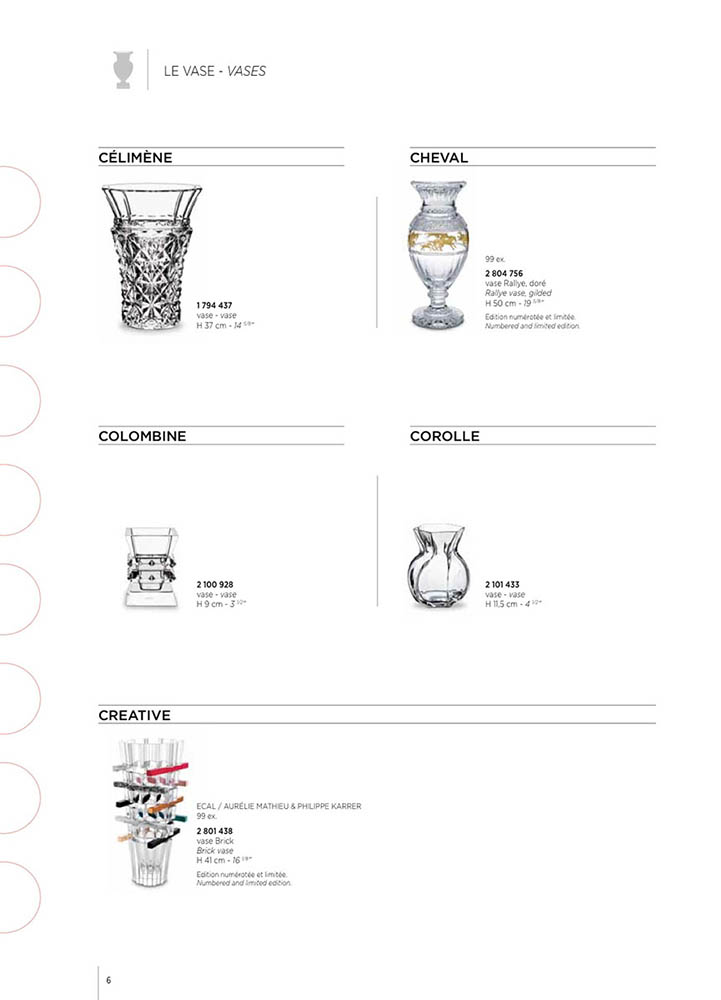 LE VASE - VASES
CÉLIMÈNE
1 794 437
vase - vase
H 37 cm - 14 5/8"
CHEVAL
99 ex.
2 804 756
vase Rallye, doré
Rallye vase, gilded
H 50 cm - 19 5/8"
Edition numérotée et limitée.
Numbered and limited edition.
COLOMBINE
2 100 928
vase - vase
H 9 cm - 3 1/2"
COROLLE
2 101 433
vase - vase
H 11,5 cm - 4 1/2"
CREATIVE
ECAL / AURÉLIE MATHIEU & PHILIPPE KARRER
99 ex.
2 801 438
vase Brick
Brick vase
H 41 cm - 16 1/8"
Edition numérotée et limitée.
Numbered and limited edition.
6